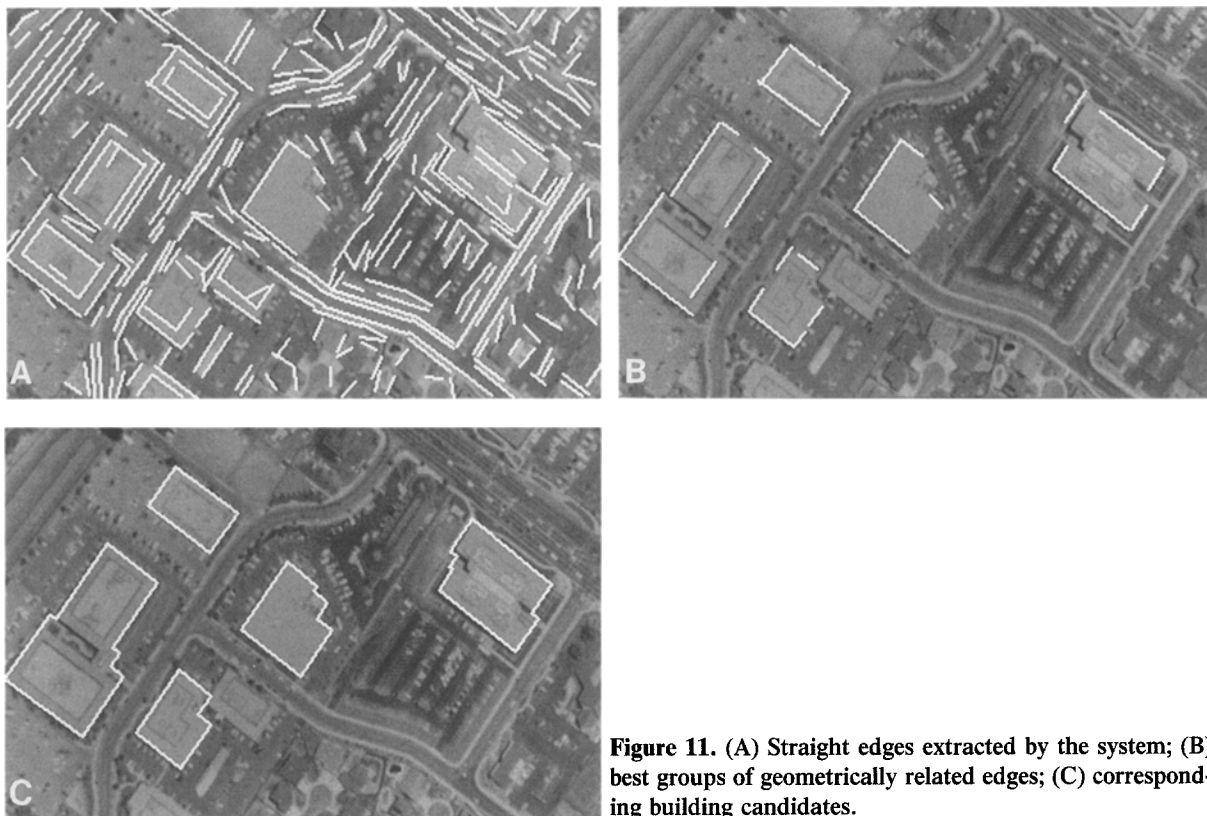 A
B
C
Figure 11. (A) Straight edges extracted by the system; (B)
best groups of geometrically related edges; (C) correspond-
ing building candidates.